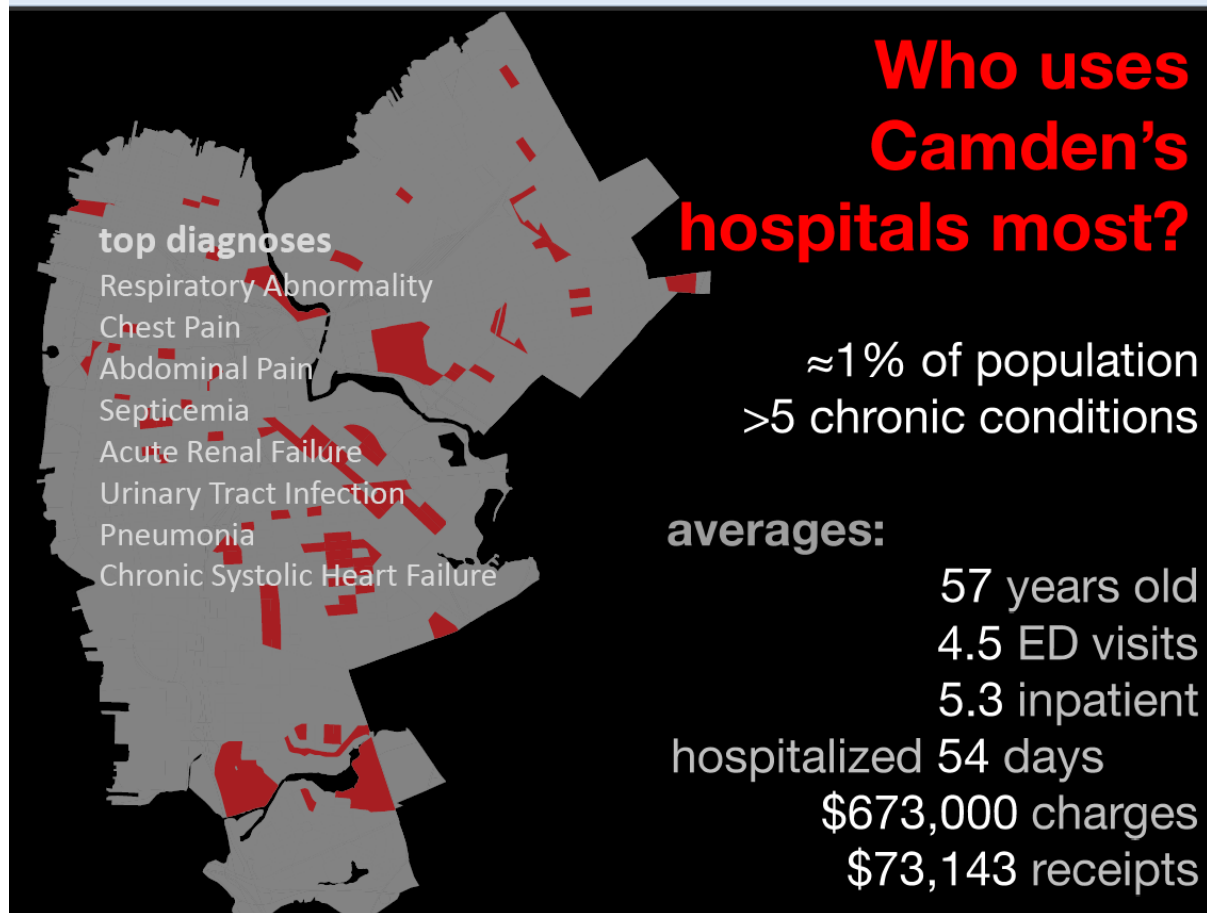 Who uses
Camden's
hospitals most?
top diagnoses
Respiratory Abnormality
Chest Pain
Abdominal Pain
Septicemia
Acute Renal Failure
Urinary Tract Infection
Pneumonia
Chronic Systolic Heart Failure
≈1% of population
>5 chronic conditions
averages:
57 years old
4.5 ED visits
5.3 inpatient
hospitalized 54 days
$673,000 charges
$73,143 receipts